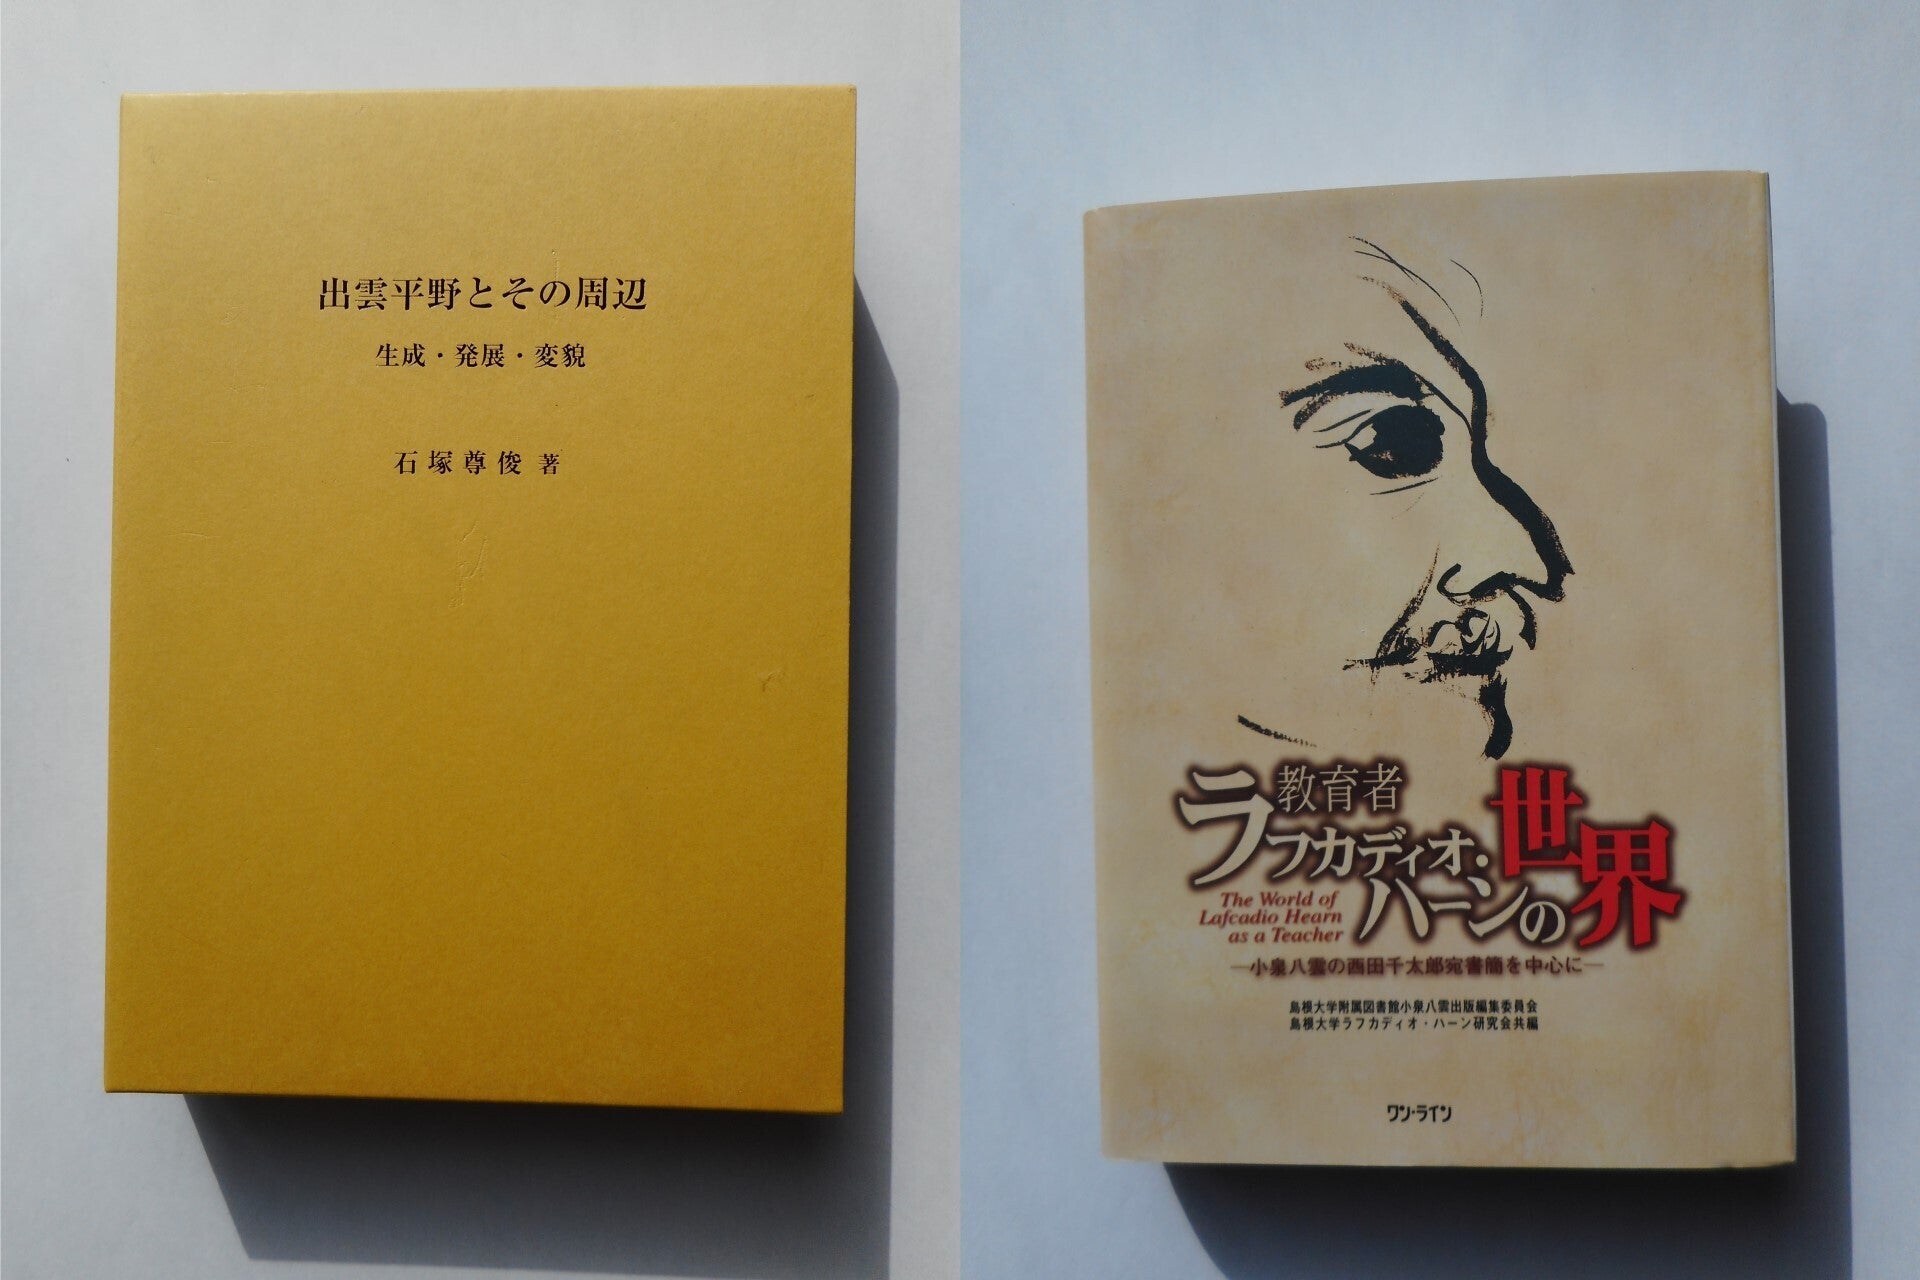 出雲平野とその周辺
生成・発展・変貌
石塚尊俊 著
教育者
ラフカディオ・
ハーンの世界
The World of
Lafcadio Hearn
as a Teacher
―小泉八雲の西田千太郎宛書簡を中心に―
島根大学附属図書館小泉八雲出版編集委員会
島根大学ラフカディオ・ハーン研究会共編
ワン・ライン